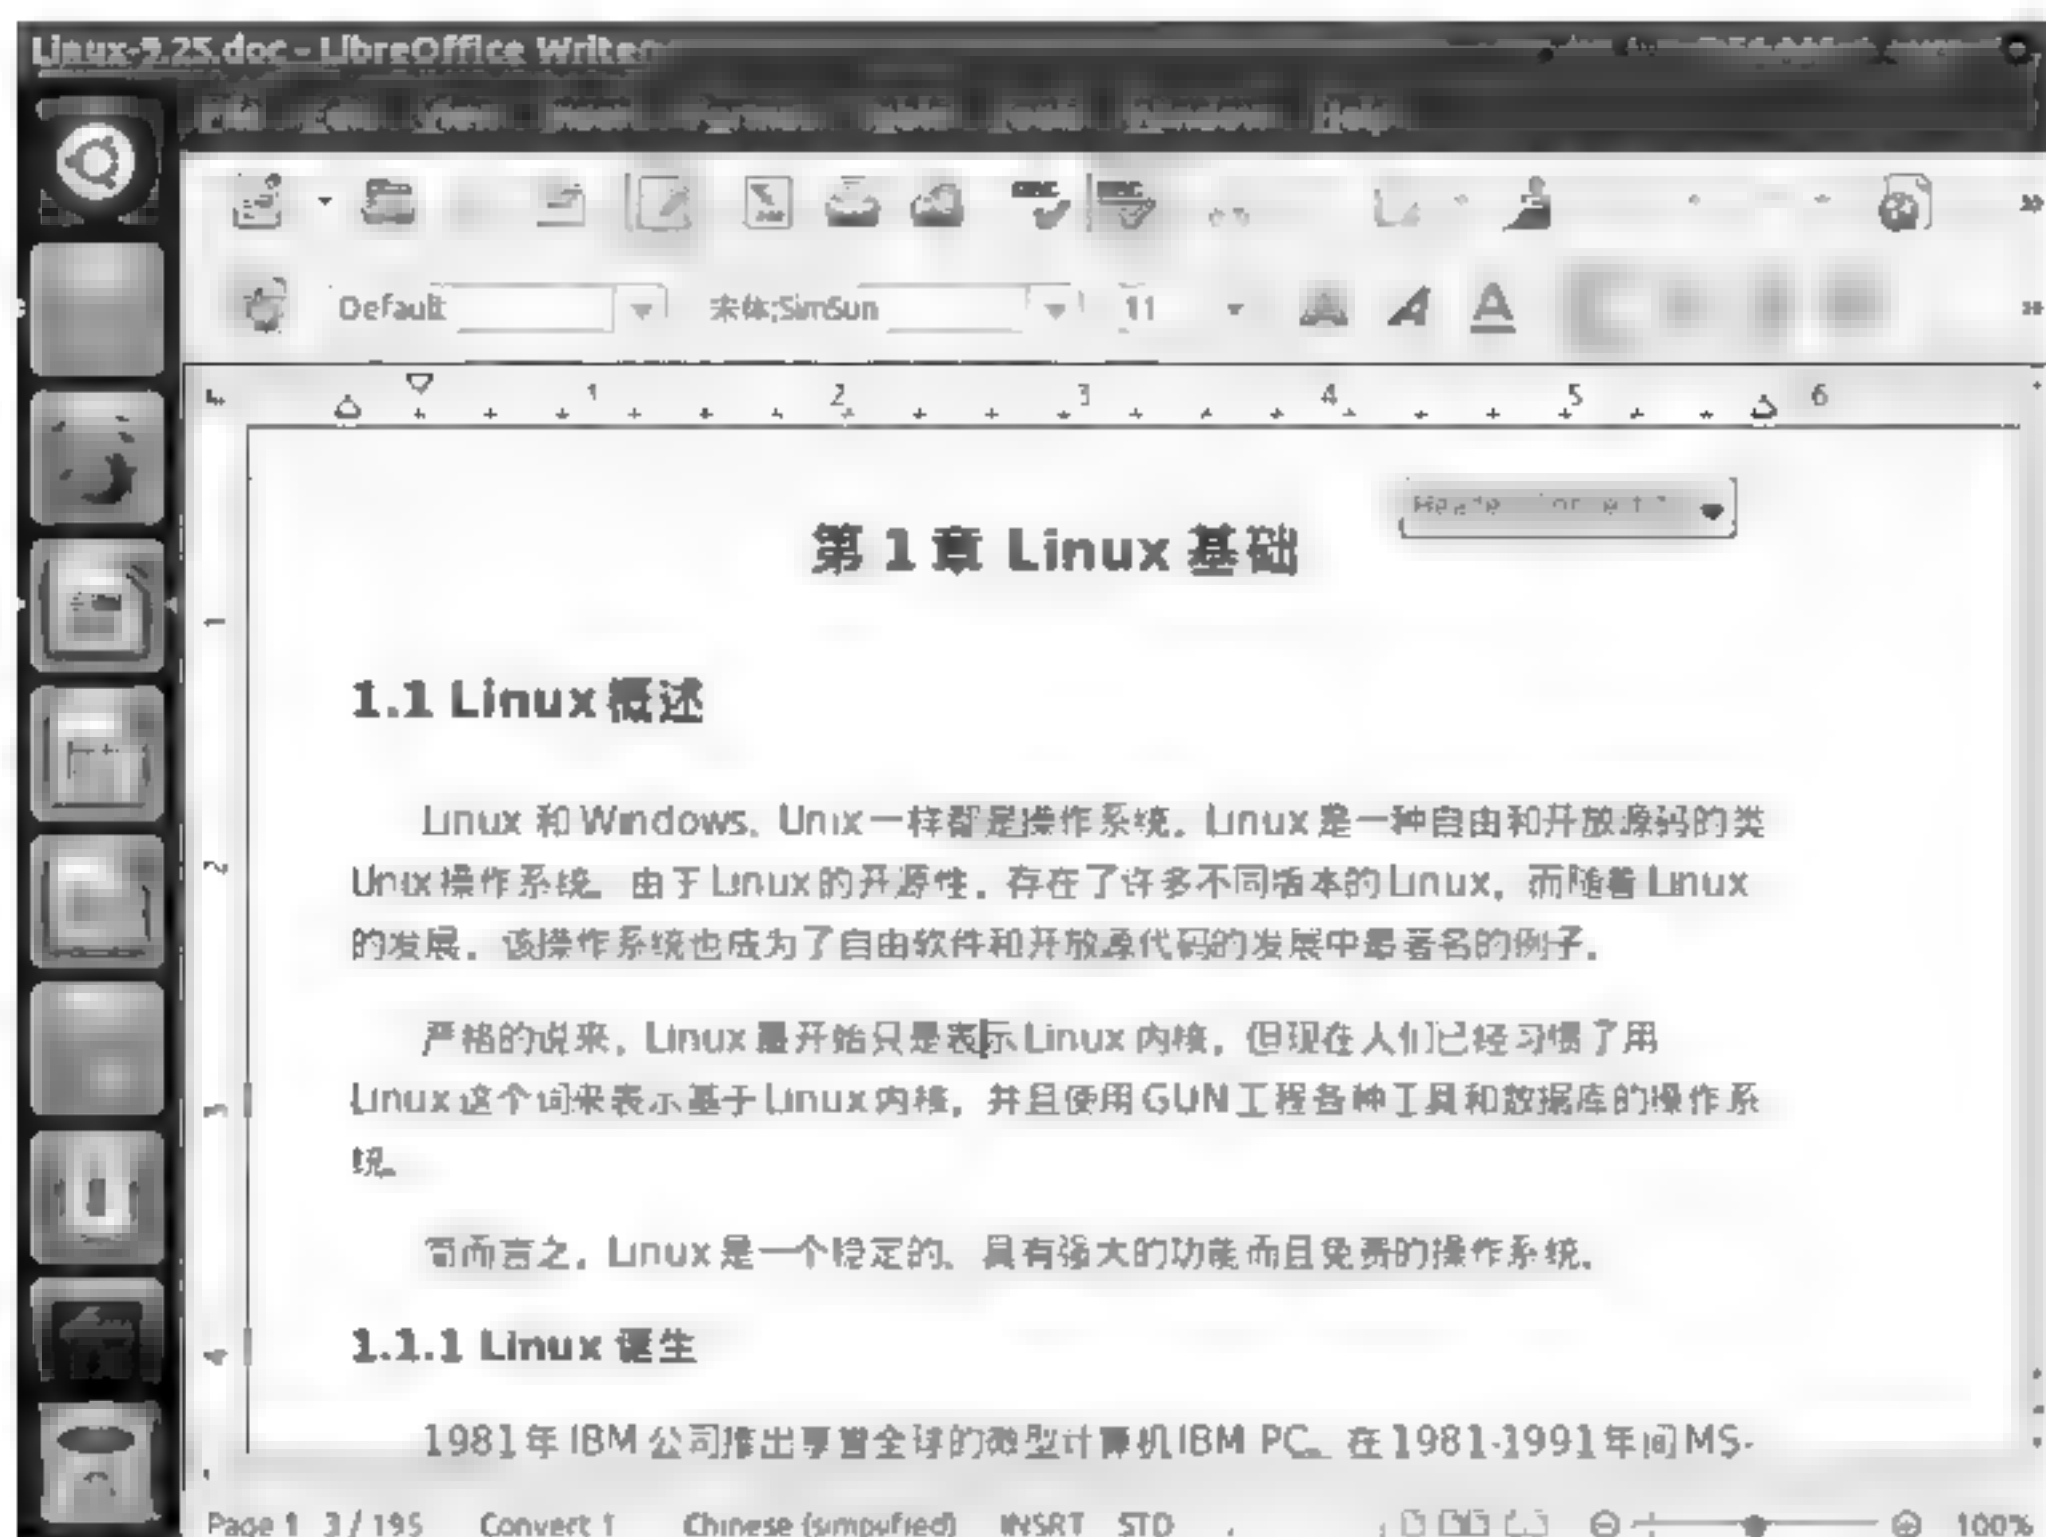 Linux-9.25.doc - LibreOffice Writer
Help
Default 宋体;SimSun 11
1 2 3 4 5 6
第 1 章 Linux 基础
1.1 Linux 概述
Linux 和 Windows、Unix 一样都是操作系统。Linux 是一种自由和开放源码的类
Unix 操作系统。由于 Linux 的开源性，存在了许多不同版本的 Linux，而随着 Linux
的发展，该操作系统也成为了自由软件和开放源代码的发展中最著名的例子。
严格的说来，Linux 最开始只是表示 Linux 内核，但现在人们已经习惯了用
Linux 这个词来表示基于 Linux 内核，并且使用 GUN 工程各种工具和数据库的操作系
统。
简而言之，Linux 是一个稳定的、具有强大的功能而且免费的操作系统。
1.1.1 Linux 诞生
1981 年 IBM 公司推出享誉全球的微型计算机 IBM PC。在 1981-1991 年间 MS-
Page 1 3 / 195 Convert 1 Chinese (simplified) INSRT STD 100%